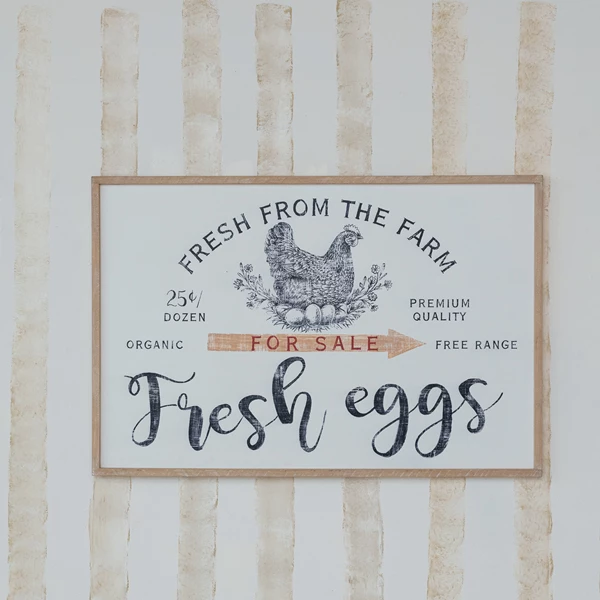 FRESH FROM THE FARM
25¢/
DOZEN
PREMIUM
QUALITY
ORGANIC
FOR SALE
FREE RANGE
Fresh eggs